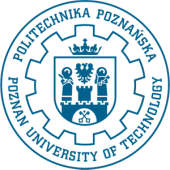 POLITECHNIKA POZNAŃSKA
POZNAN UNIVERSITY OF TECHNOLOGY